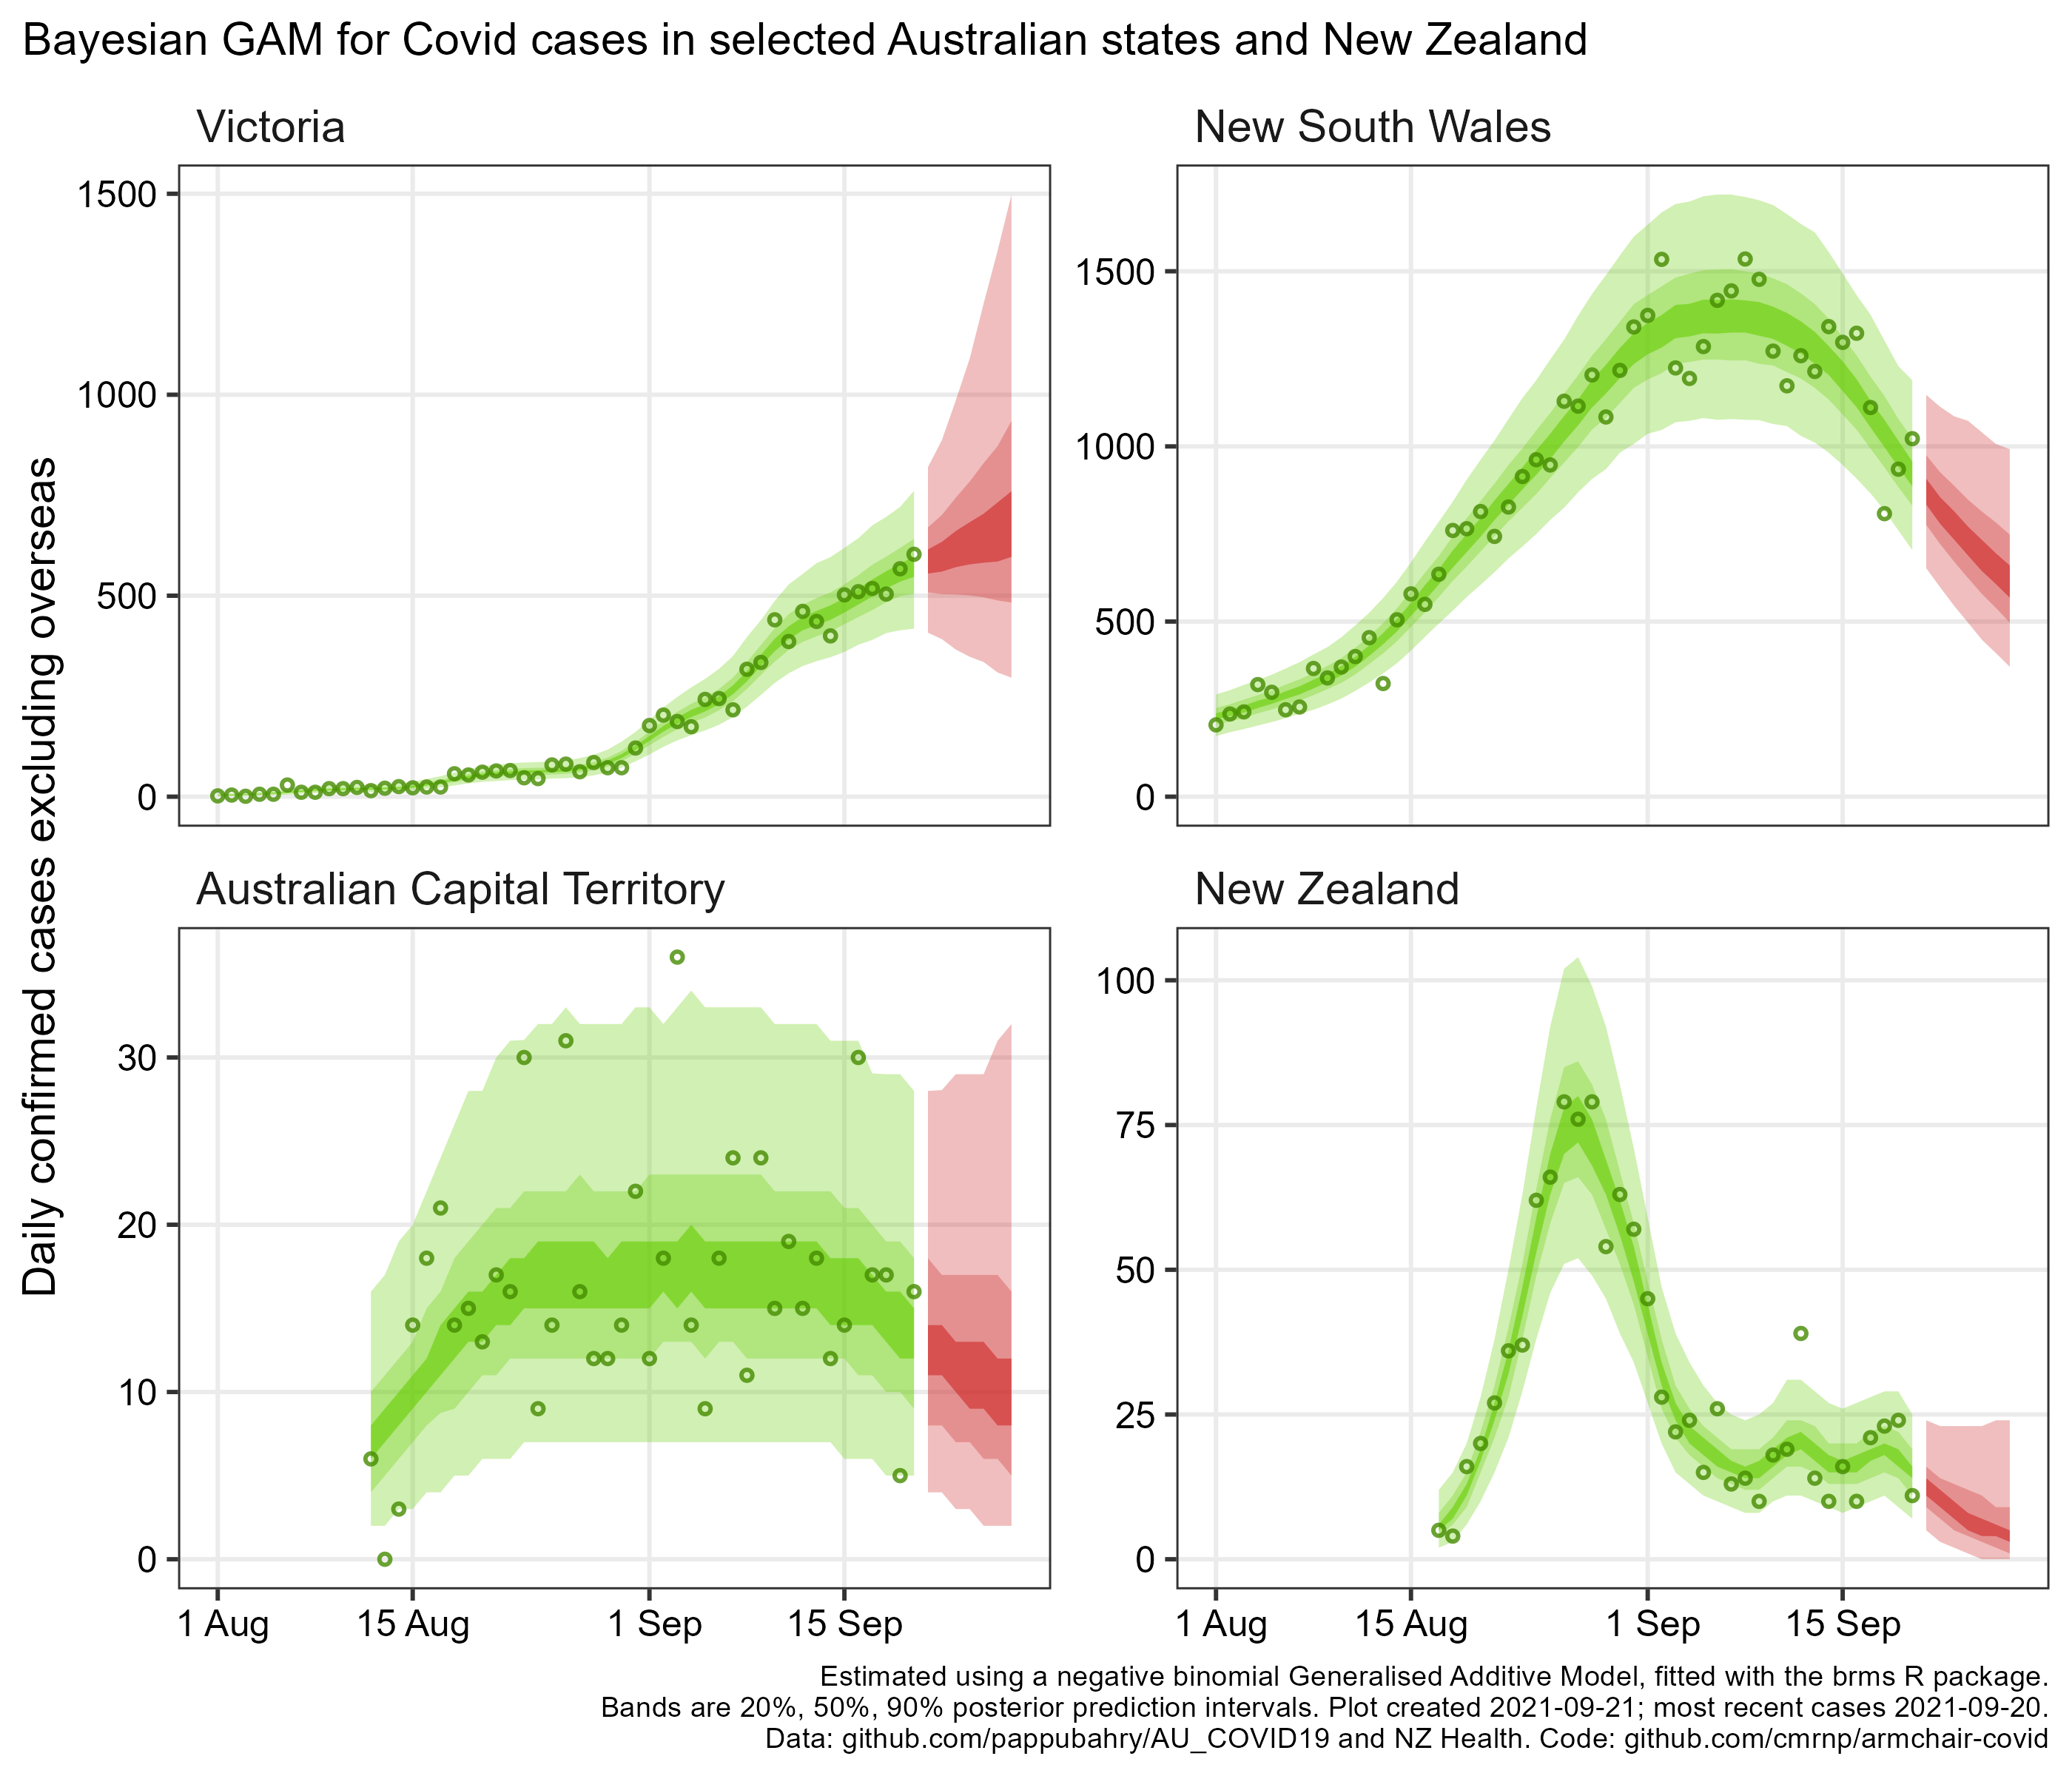 Bayesian GAM for Covid cases in selected Australian states and New Zealand
Daily confirmed cases excluding overseas
Victoria
1500
1000
500
0
New South Wales
1500
1000
500
0
Australian Capital Territory
30
20
10
0
1 Aug 15 Aug 1 Sep 15 Sep
New Zealand
100
75
50
25
0
1 Aug 15 Aug 1 Sep 15 Sep
Estimated using a negative binomial Generalised Additive Model, fitted with the brms R package.
Bands are 20%, 50%, 90% posterior prediction intervals. Plot created 2021-09-21; most recent cases 2021-09-20.
Data: github.com/pappubahry/AU_COVID19 and NZ Health. Code: github.com/cmrnp/armchair-covid